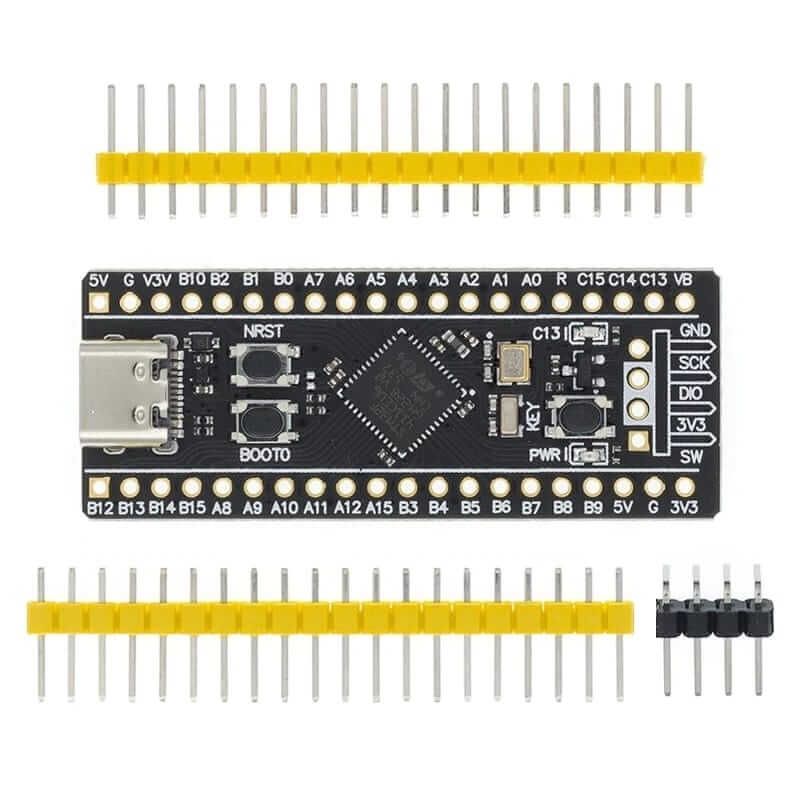 5V G V3V B10 B2 B1 B0 A7 A6 A5 A4 A3 A2 A1 A0 R C15 C14 C13 VB
NRST
C13
GND
SCK
DIO
3V3
SW
KEY
BOOT0
PWR
B12 B13 B14 B15 A8 A9 A10 A11 A12 A15 B3 B4 B5 B6 B7 B8 B9 5V G 3V3